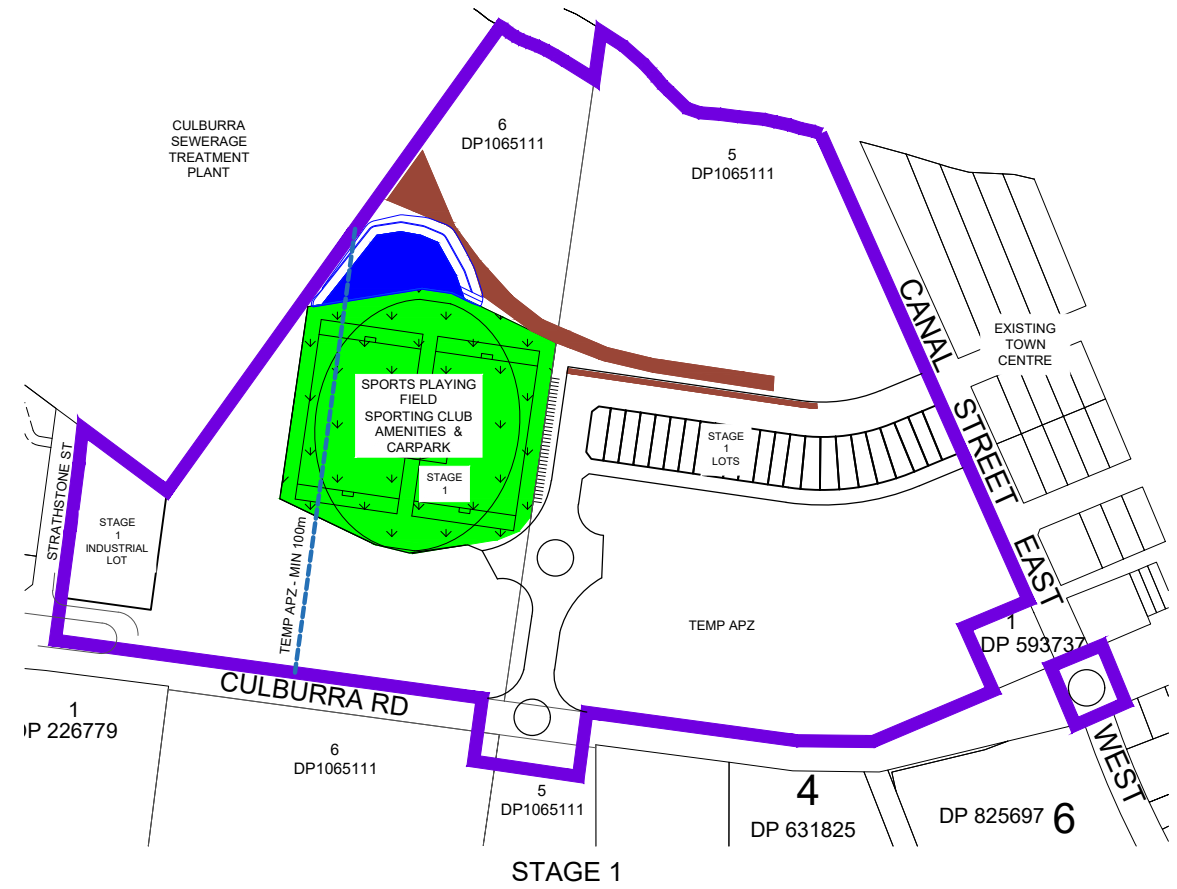 CULBURRA
SEWERAGE
TREATMENT
PLANT
6
DP1065111
5
DP1065111
CANAL
STREET
EAST
EXISTING
TOWN
CENTRE
SPORTS PLAYING
FIELD
SPORTING CLUB
AMENITIES &
CARPARK
STAGE
1
STAGE
1
LOTS
STRATHSTONE ST
STAGE
1
INDUSTRIAL
LOT
TEMP APZ - MIN 100m
TEMP APZ
1
DP 593737
CULBURRA RD
WEST
1
DP 226779
6
DP1065111
5
DP1065111
4
DP 631825
DP 825697 6
STAGE 1